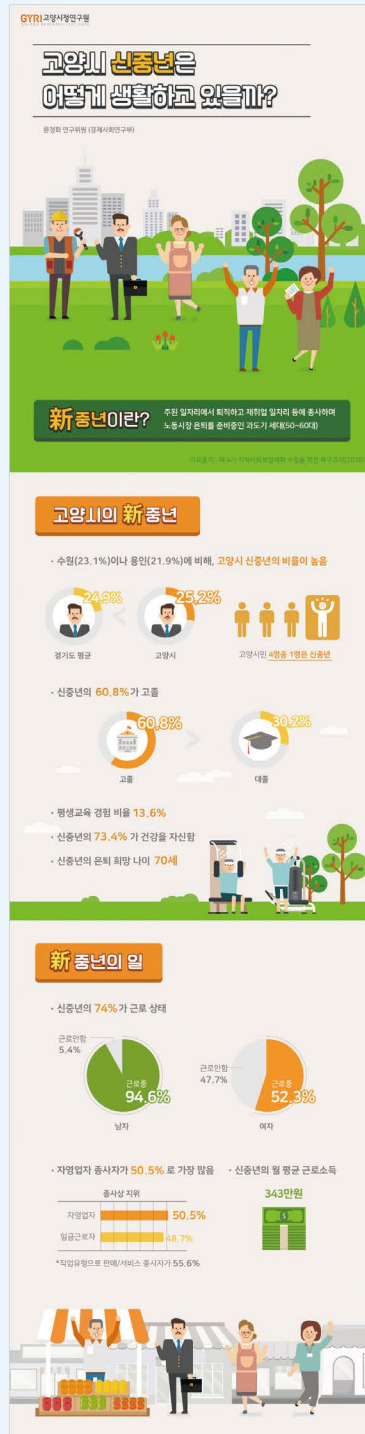 GYRI 고양시정연구원
고양시 신중년은
어떻게 생활하고 있을까?
문정화 연구위원 (경제사회연구부)
新중년이란?
주된 일자리에서 퇴직하고 재취업 일자리 등에 종사하며
노동시장 은퇴를 준비중인 과도기 세대(50~60대)
고양시의 新 중년
· 수원(23.1%)이나 용인(21.9%)에 비해, 고양시 신중년의 비율이 높음
24.9%
<
25.2%
경기도 평균
고양시
고양시민 4명중 1명은 신중년
· 신중년의 60.8%가 고졸
60.8%
>
30.2%
고졸
대졸
· 평생교육 경험 비율 13.6%
· 신중년의 73.4% 가 건강을 자신함
· 신중년의 은퇴 희망 나이 70세
新 중년의 일
· 신중년의 74%가 근로 상태
근로안함
5.4%
근로중
94.6%
남자
근로안함
47.7%
근로중
52.3%
여자
· 자영업자 종사자가 50.5% 로 가장 많음
종사상 지위
자영업자 50.5%
임금근로자 48.7%
*직업유형으로 판매/서비스 종사자가 55.6%
· 신중년의 월 평균 근로소득
343만원